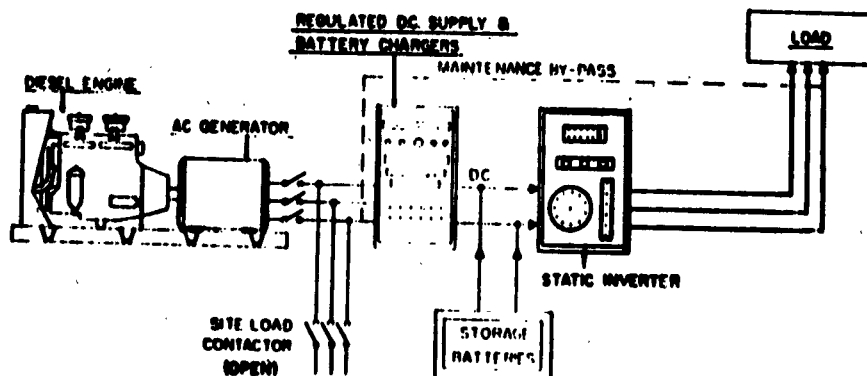 REGULATED DC. SUPPLY &
BATTERY CHARGERS
LOAD
MAINTENANCE BY-PASS
DIESEL ENGINE
AC GENERATOR
DC
STATIC INVERTER
SITE LOAD
CONTACTOR
(OPEN)
STORAGE
BATTERIES